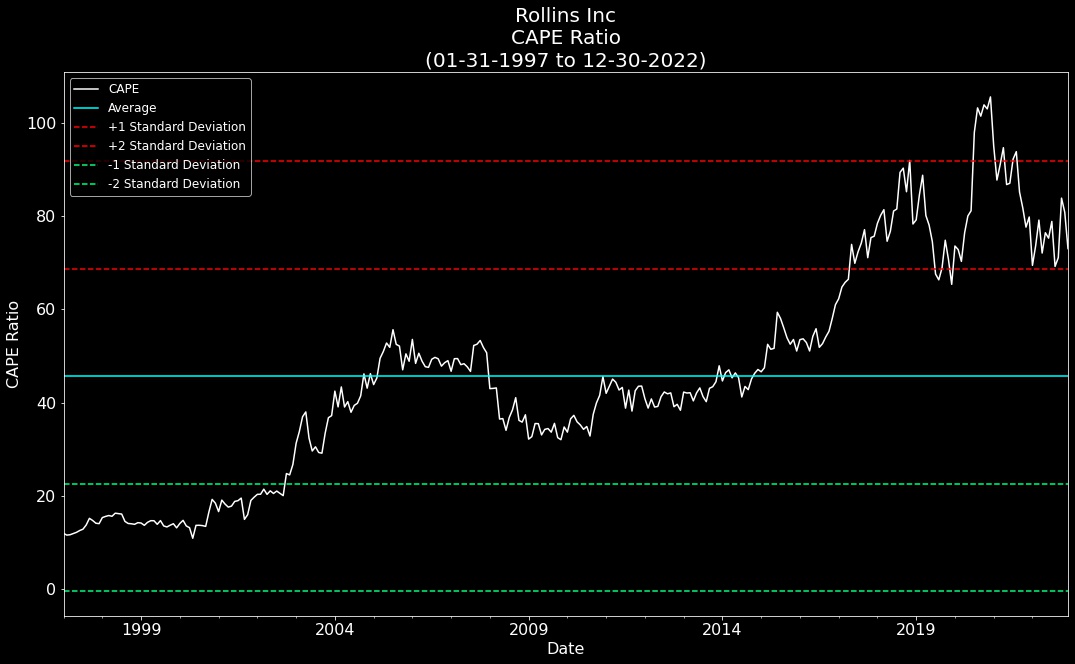 Rollins Inc
CAPE Ratio
(01-31-1997 to 12-30-2022)
CAPE
Average
+1 Standard Deviation
+2 Standard Deviation
-1 Standard Deviation
-2 Standard Deviation
CAPE Ratio
100
80
60
40
20
0
1999 2004 2009 2014 2019
Date